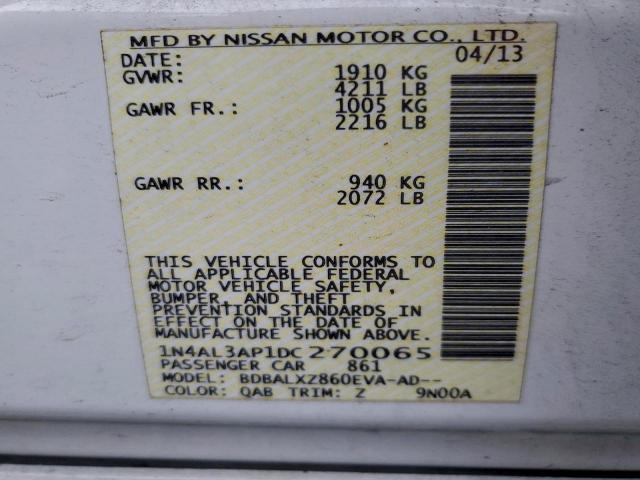 MFD BY NISSAN MOTOR CO., LTD.
DATE: 04/13
GVWR: 1910 KG
4211 LB
GAWR FR.: 1005 KG
2216 LB
GAWR RR.: 940 KG
2072 LB
THIS VEHICLE CONFORMS TO
ALL APPLICABLE FEDERAL
MOTOR VEHICLE SAFETY,
BUMPER, AND THEFT
PREVENTION STANDARDS IN
EFFECT ON THE DATE OF
MANUFACTURE SHOWN ABOVE.
1N4AL3AP1DC270065
PASSENGER CAR 861
MODEL: BDBALXZ860EVA-AD--
COLOR: QAB TRIM: Z 9N00A